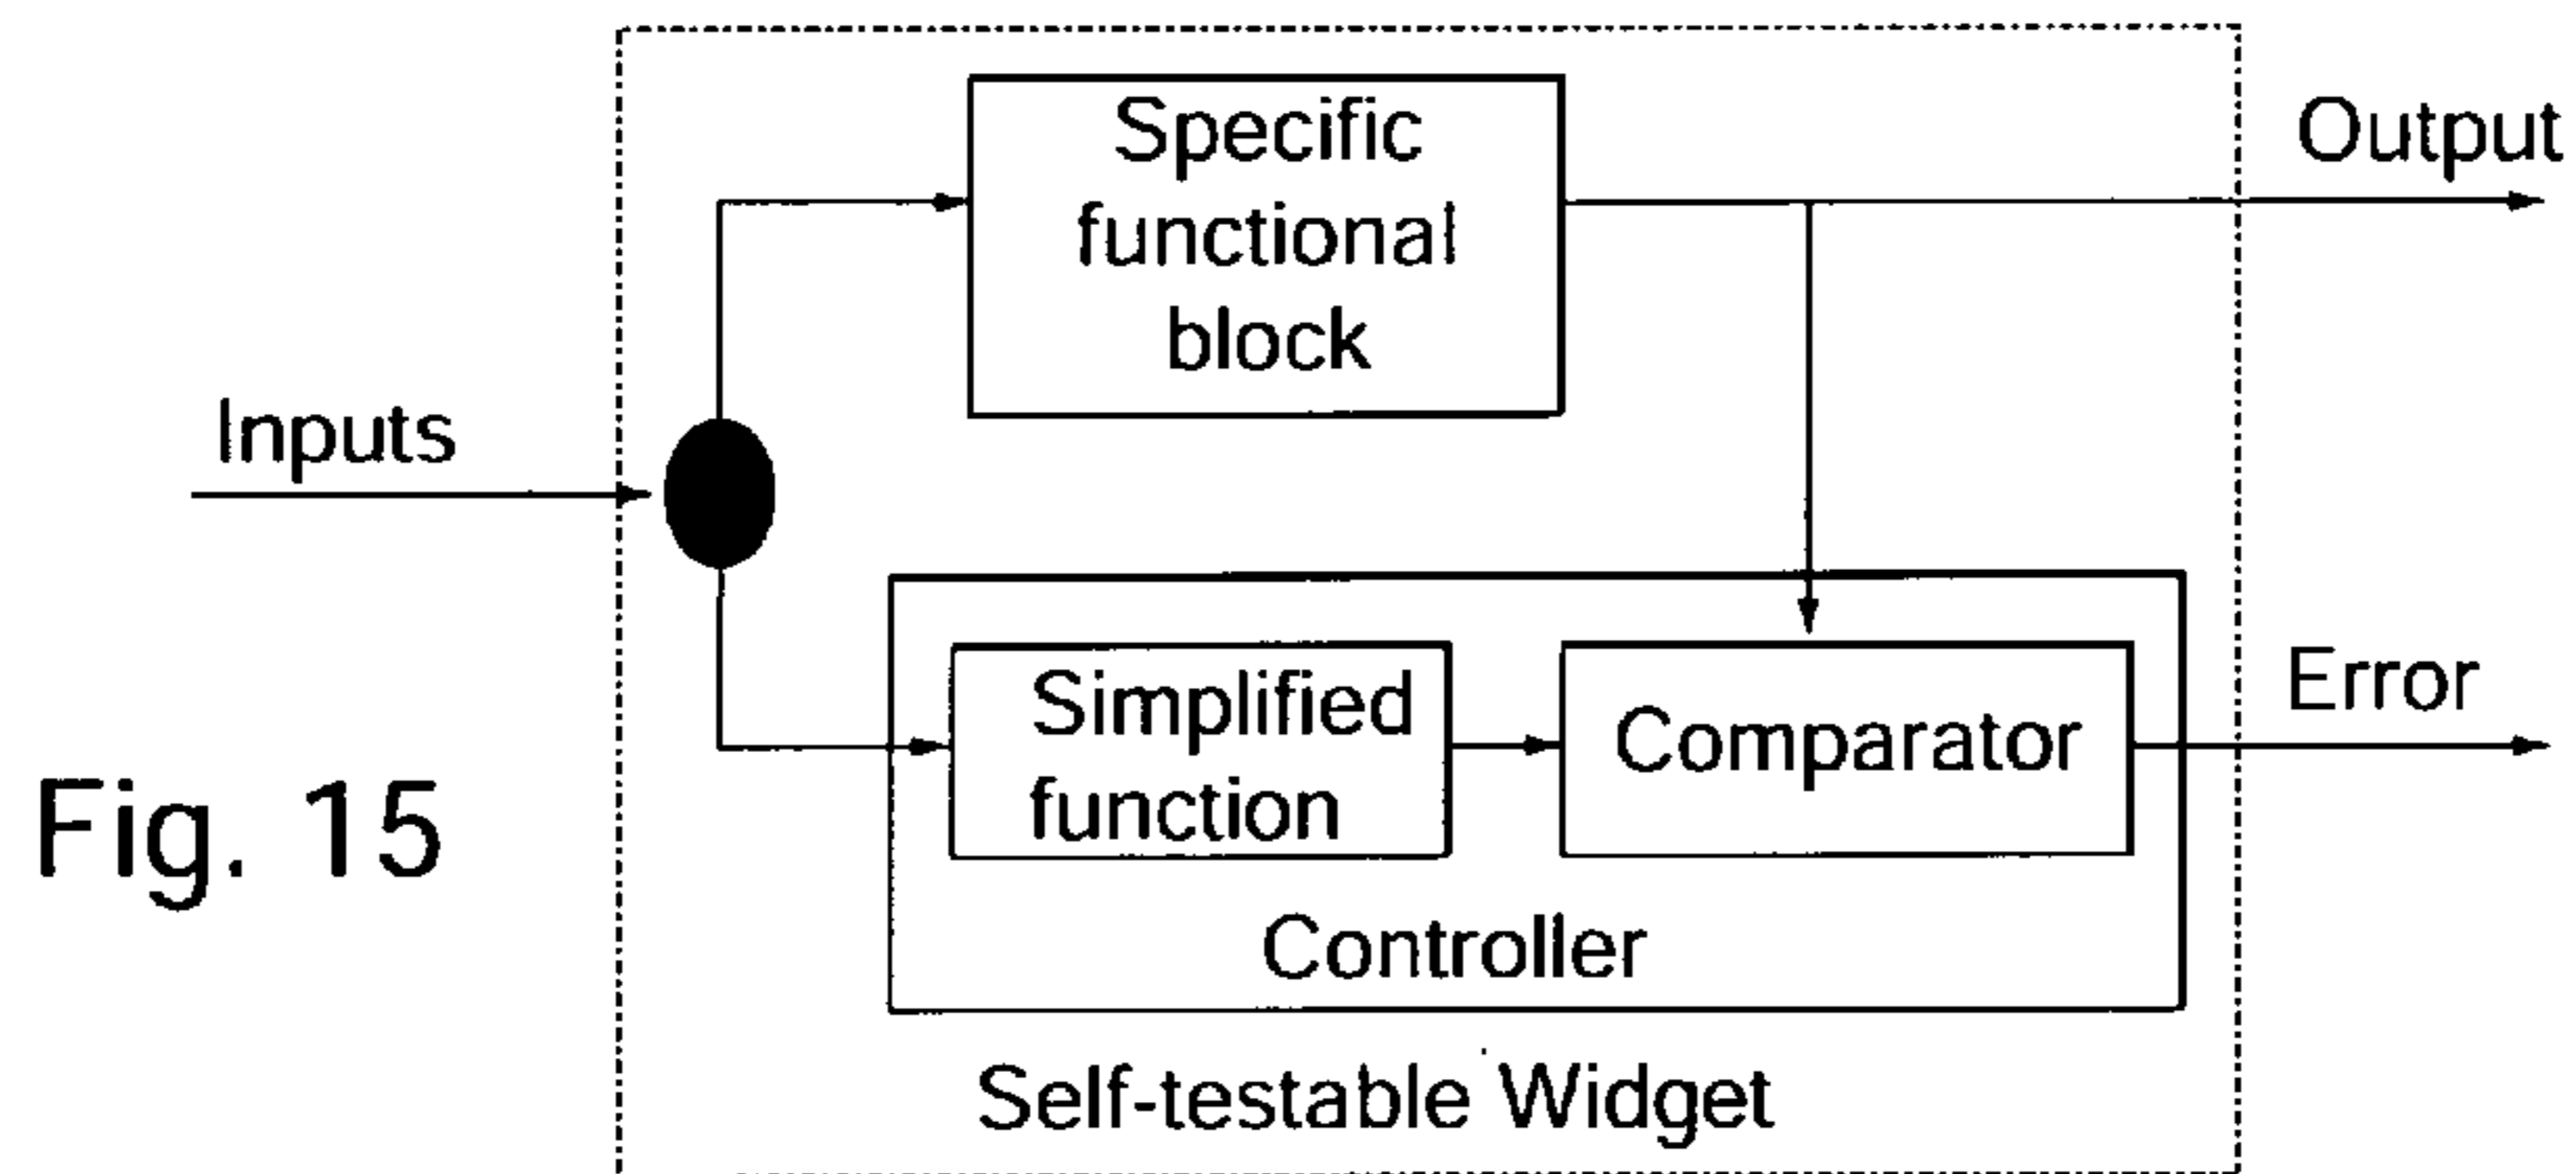 Specific
functional
block
Output
Inputs
Simplified
function
Comparator
Error
Controller
Fig. 15
Self-testable Widget